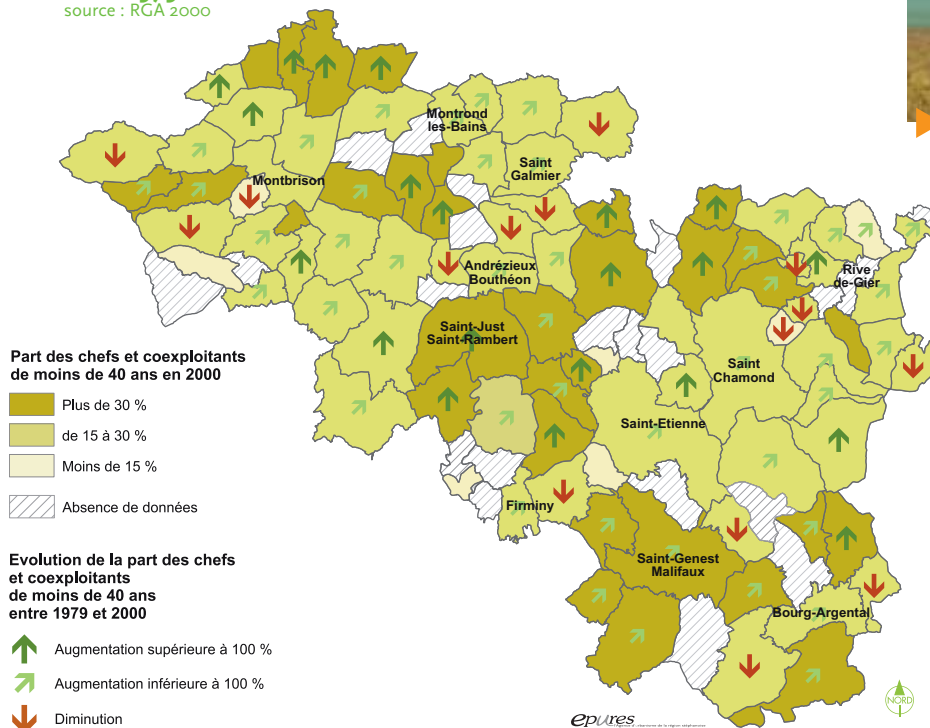 source : RGA 2000
Montrond
les-Bains
Saint
Galmier
Montbrison
Andrézieux
Bouthéon
Rive
de-Gier
Saint-Just
Saint-Rambert
Saint
Chamond
Saint-Etienne
Firminy
Saint-Genest
Malifaux
Bourg-Argental
Part des chefs et coexploitants
de moins de 40 ans en 2000
Plus de 30 %
de 15 à 30 %
Moins de 15 %
Absence de données
Evolution de la part des chefs
et coexploitants
de moins de 40 ans
entre 1979 et 2000
Augmentation supérieure à 100 %
Augmentation inférieure à 100 %
Diminution
epures
NORD